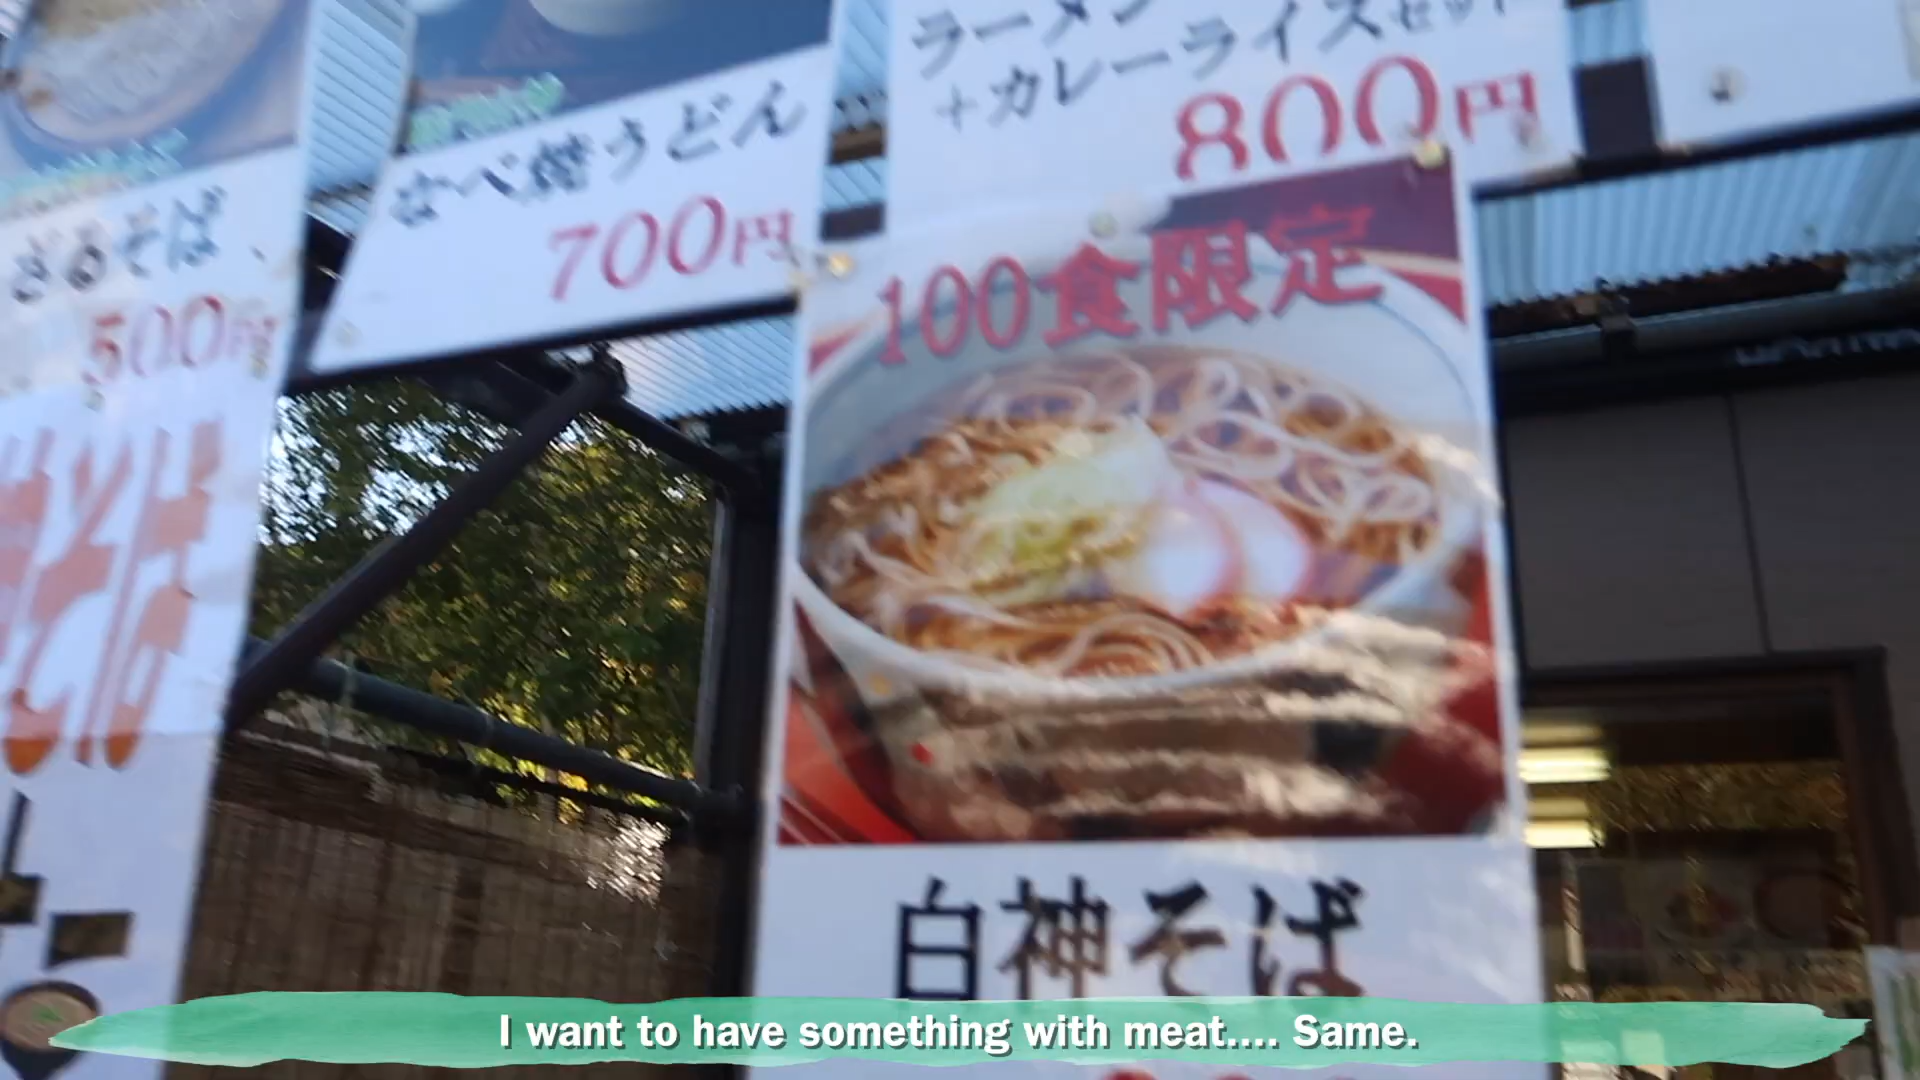 ラーメン
+カレーライスセット
800円
なべ焼うどん
700円
ざるそば
500円
100食限定
そば
白神そば
I want to have something with meat.... Same.